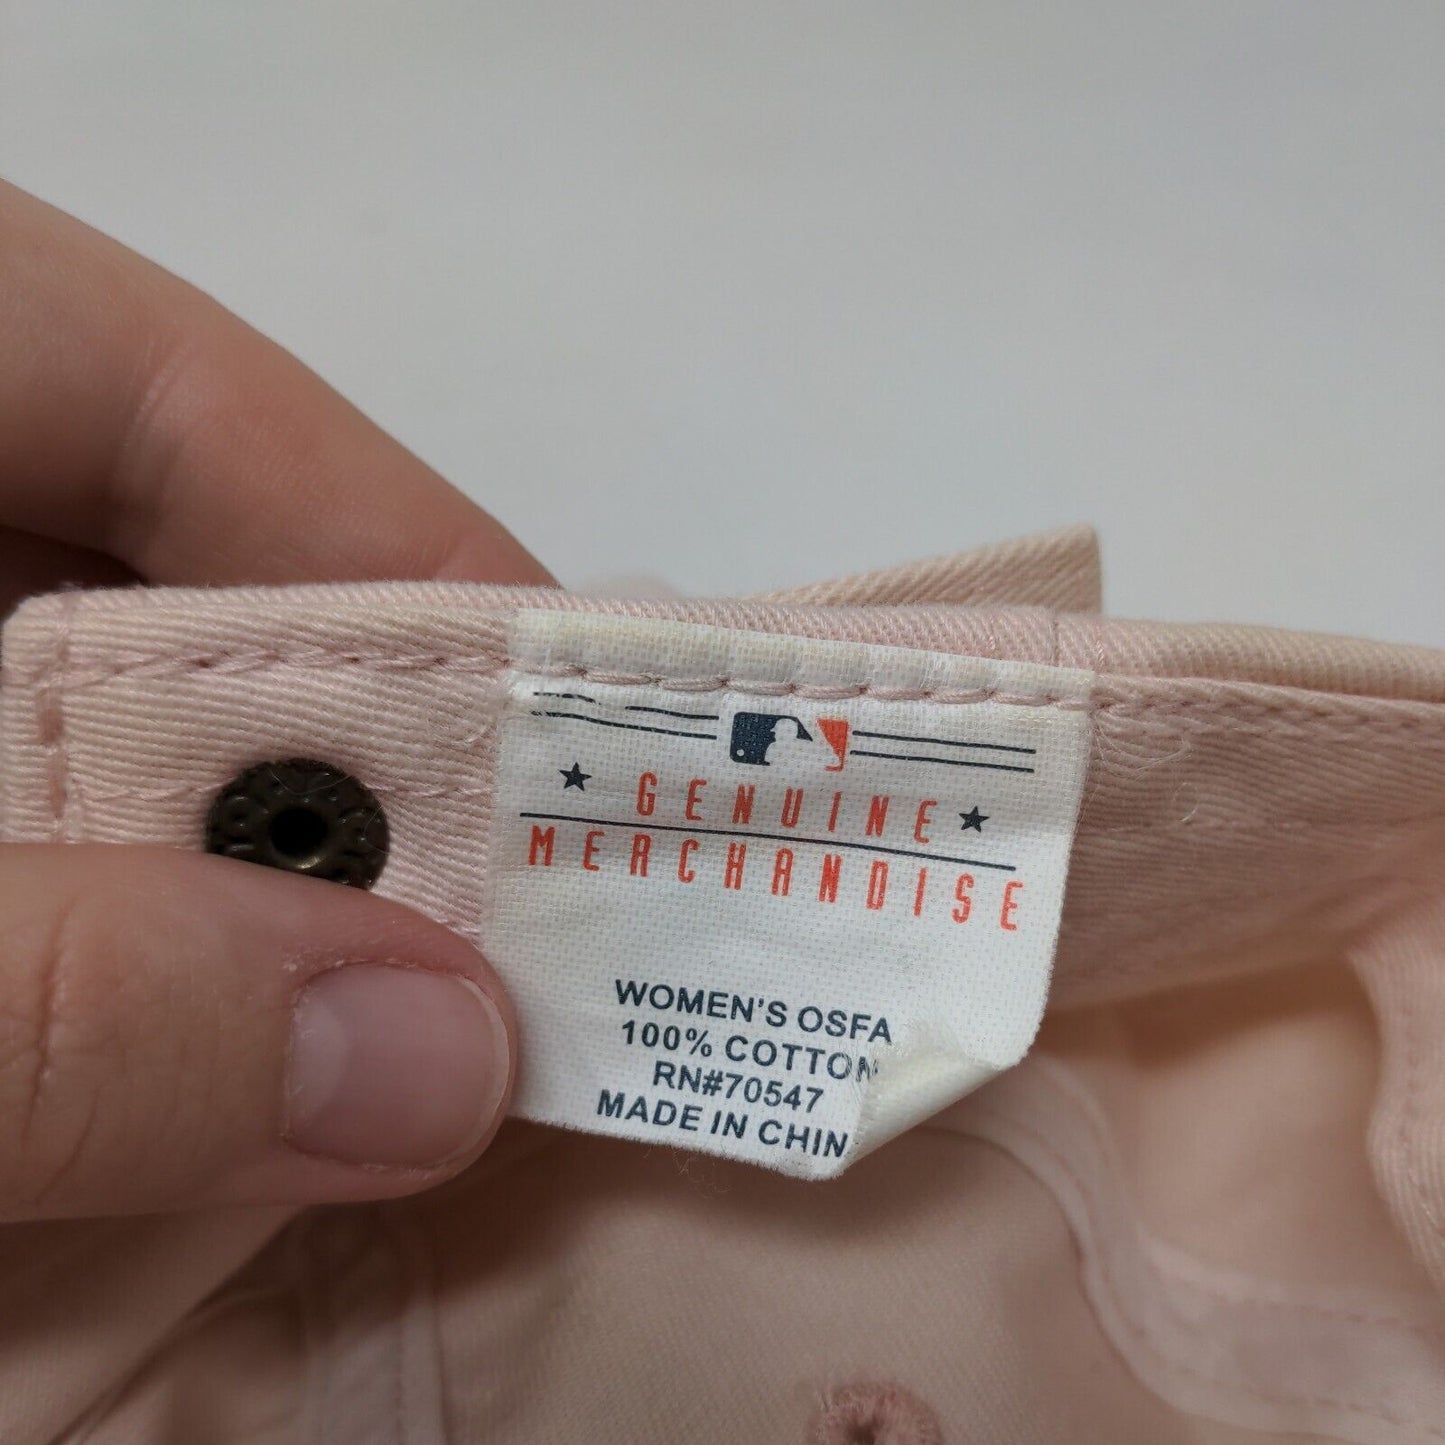 GENUINE
MERCHANDISE
WOMEN'S OSFA
100% COTTON
RN#70547
MADE IN CHIN